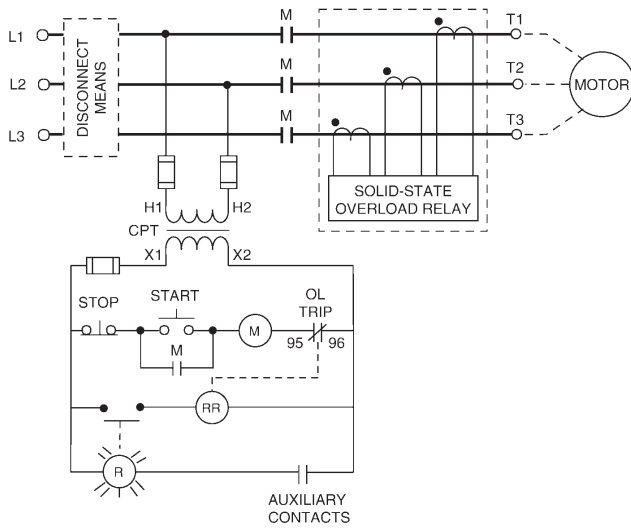 L1
L2
L3
DISCONNECT
MEANS
M
M
M
T1
T2
T3
MOTOR
SOLID-STATE
OVERLOAD RELAY
H1 H2
CPT
X1 X2
STOP
START
M
M
OL
TRIP
95 96
RR
R
AUXILIARY
CONTACTS